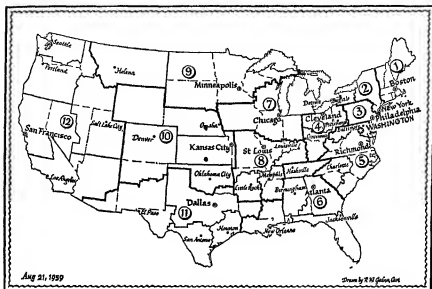 Seattle
Portland
Helena
⑨
Minneapolis
①
Boston
②
Buffalo
Detroit
⑦
Chicago
③
New York
Philadelphia
Cleveland
④
Pittsburgh
Cincinnati
Baltimore
WASHINGTON
⑫
San Francisco
Salt Lake City
Omaha
Denver
⑩
Kansas City
St Louis
⑧
Louisville
Richmond
⑤
Charlotte
Los Angeles
Oklahoma City
Little Rock
Memphis
Nashville
Birmingham
Atlanta
⑥
El Paso
Dallas
⑪
Houston
San Antonio
New Orleans
Jacksonville
Aug 21, 1959